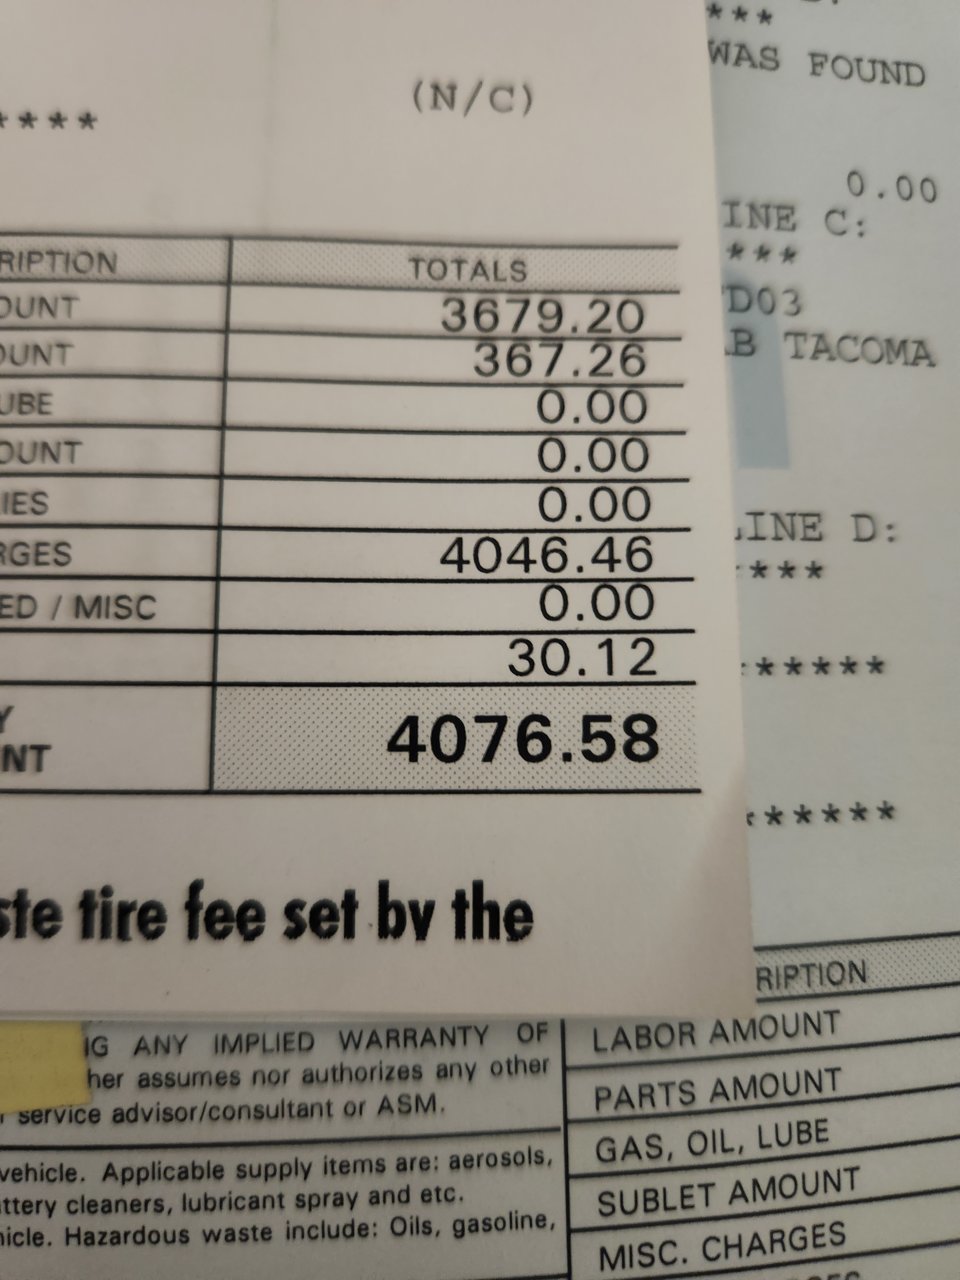 (N/C)
****
RIPTION TOTALS
OUNT 3679.20
OUNT 367.26
UBE 0.00
OUNT 0.00
IES 0.00
RGES 4046.46
ED / MISC 0.00
30.12
Y
NT 4076.58
ste tire fee set by the
***
WAS FOUND
0.00
INE C:
***
D03
B TACOMA
LINE D:
****
******
******
RIPTION
LABOR AMOUNT
PARTS AMOUNT
GAS, OIL, LUBE
SUBLET AMOUNT
MISC. CHARGES
G ANY IMPLIED WARRANTY OF
her assumes nor authorizes any other
service advisor/consultant or ASM.
vehicle. Applicable supply items are: aerosols,
ttery cleaners, lubricant spray and etc.
hicle. Hazardous waste include: Oils, gasoline,